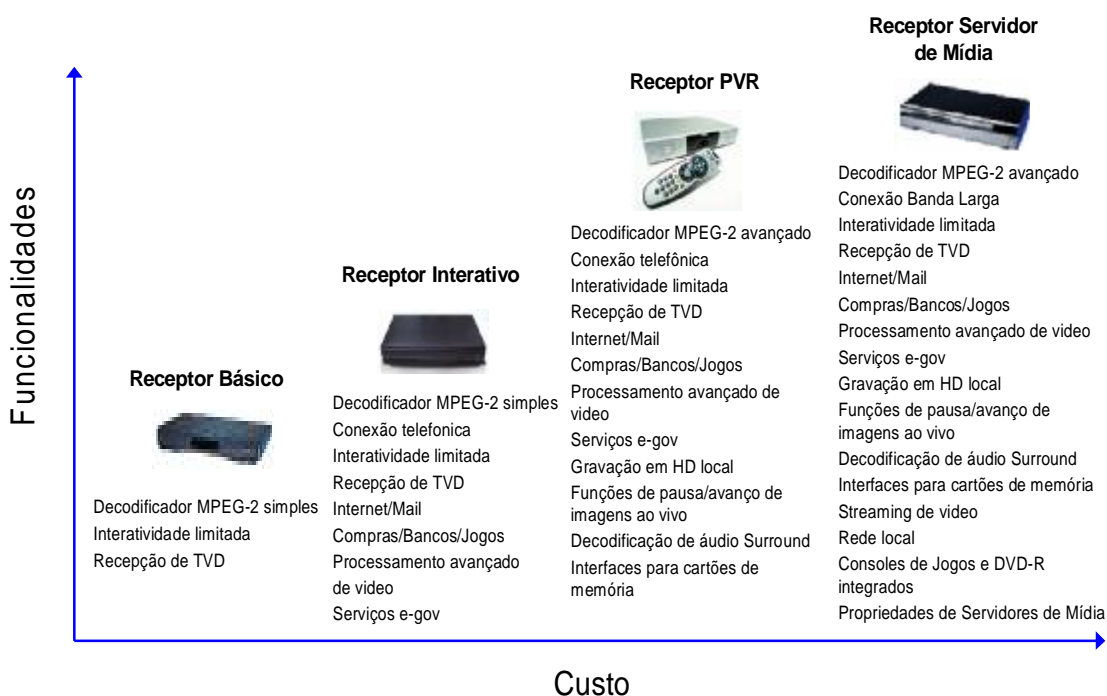 Funcionalidades
Receptor Básico
Decodificador MPEG-2 simples
Interatividade limitada
Recepção de TVD
Receptor Interativo
Decodificador MPEG-2 simples
Conexão telefonica
Interatividade limitada
Recepção de TVD
Internet/Mail
Compras/Bancos/Jogos
Processamento avançado
de video
Serviços e-gov
Receptor PVR
Decodificador MPEG-2 avançado
Conexão telefônica
Interatividade limitada
Recepção de TVD
Internet/Mail
Compras/Bancos/Jogos
Processamento avançado de
video
Serviços e-gov
Gravação em HD local
Funções de pausa/avanço de
imagens ao vivo
Decodificação de áudio Surround
Interfaces para cartões de
memória
Receptor Servidor
de Mídia
Decodificador MPEG-2 avançado
Conexão Banda Larga
Interatividade limitada
Recepção de TVD
Internet/Mail
Compras/Bancos/Jogos
Processamento avançado de video
Serviços e-gov
Gravação em HD local
Funções de pausa/avanço de
imagens ao vivo
Decodificação de áudio Surround
Interfaces para cartões de memória
Streaming de video
Rede local
Consoles de Jogos e DVD-R
integrados
Propriedades de Servidores de Mídia
Custo